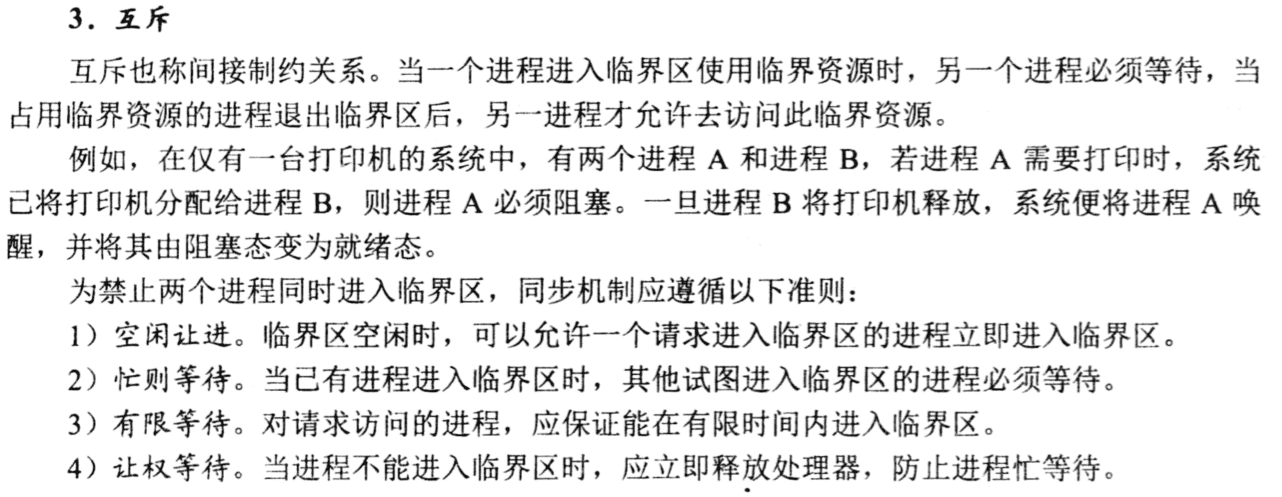 3．互斥
互斥也称间接制约关系。当一个进程进入临界区使用临界资源时，另一个进程必须等待，当
占用临界资源的进程退出临界区后，另一进程才允许去访问此临界资源。
例如，在仅有一台打印机的系统中，有两个进程 A 和进程 B，若进程 A 需要打印时，系统
已将打印机分配给进程 B，则进程 A 必须阻塞。一旦进程 B 将打印机释放，系统便将进程 A 唤
醒，并将其由阻塞态变为就绪态。
为禁止两个进程同时进入临界区，同步机制应遵循以下准则：
1）空闲让进。临界区空闲时，可以允许一个请求进入临界区的进程立即进入临界区。
2）忙则等待。当已有进程进入临界区时，其他试图进入临界区的进程必须等待。
3）有限等待。对请求访问的进程，应保证能在有限时间内进入临界区。
4）让权等待。当进程不能进入临界区时，应立即释放处理器，防止进程忙等待。